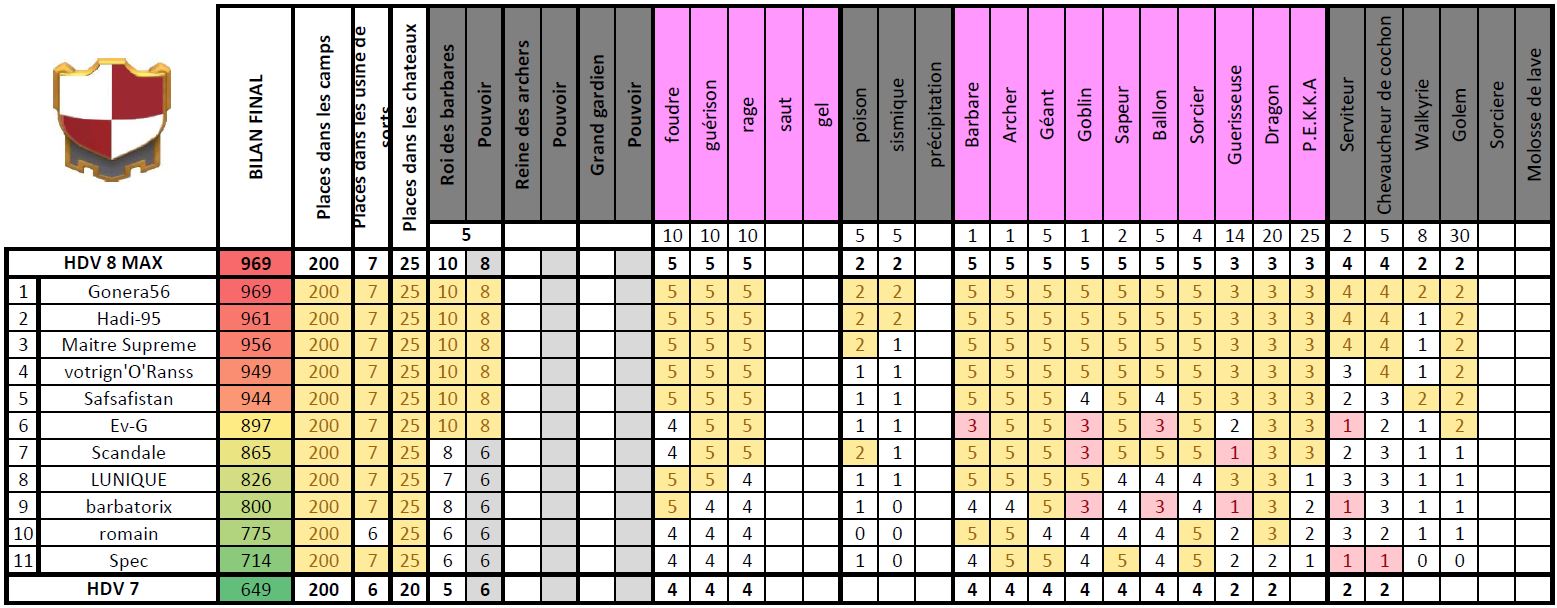 BILAN FINAL Places dans les camps Places dans les usine de sorts Places dans les chateaux Roi des barbares Pouvoir Reine des archers Pouvoir Grand gardien Pouvoir foudre guérison rage saut gel poison sismique précipitation Barbare Archer Géant Goblin Sapeur Ballon Sorcier Guerisseuse Dragon P.E.K.K.A Serviteur Chevaucheur de cochon Walkyrie Golem Sorciere Molosse de lave
5 10 10 10 5 5 1 1 5 1 2 5 4 14 20 25 2 5 8 30
HDV 8 MAX 969 200 7 25 10 8 5 5 5 2 2 5 5 5 5 5 5 5 3 3 3 4 4 2 2
1 Gonera56 969 200 7 25 10 8 5 5 5 2 2 5 5 5 5 5 5 5 3 3 3 4 4 2 2
2 Hadi-95 961 200 7 25 10 8 5 5 5 2 2 5 5 5 5 5 5 5 3 3 3 4 4 1 2
3 Maitre Supreme 956 200 7 25 10 8 5 5 5 2 1 5 5 5 5 5 5 5 3 3 3 4 4 1 2
4 votrign'O'Ranss 949 200 7 25 10 8 5 5 5 1 1 5 5 5 5 5 5 5 3 3 3 3 4 1 2
5 Safsafistan 944 200 7 25 10 8 5 5 5 1 1 5 5 5 4 5 4 5 3 3 3 2 3 2 2
6 Ev-G 897 200 7 25 10 8 4 5 5 1 1 3 5 5 3 5 3 5 2 3 3 1 2 1 2
7 Scandale 865 200 7 25 8 6 4 5 5 2 1 5 5 5 3 5 5 5 1 3 3 2 3 1 1
8 LUNIQUE 826 200 7 25 7 6 5 5 4 1 1 5 5 5 5 4 4 4 3 3 1 3 3 1 1
9 barbatorix 800 200 7 25 8 6 5 4 4 1 0 4 4 5 3 4 3 4 1 3 2 1 3 1 1
10 romain 775 200 6 25 6 6 4 4 4 0 0 5 5 4 4 4 4 5 2 3 2 3 2 1 1
11 Spec 714 200 7 25 6 6 4 4 4 1 0 4 5 5 4 5 4 5 2 2 1 1 1 0 0
HDV 7 649 200 6 20 5 6 4 4 4 4 4 4 4 4 4 4 2 2 2 2